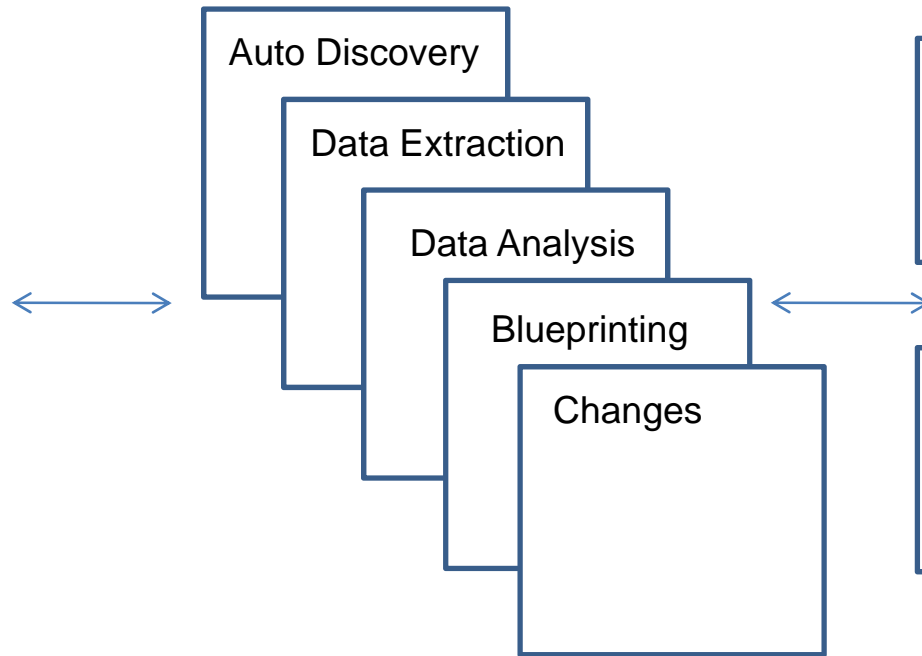 Auto Discovery
Data Extraction
Data Analysis
Blueprinting
Changes